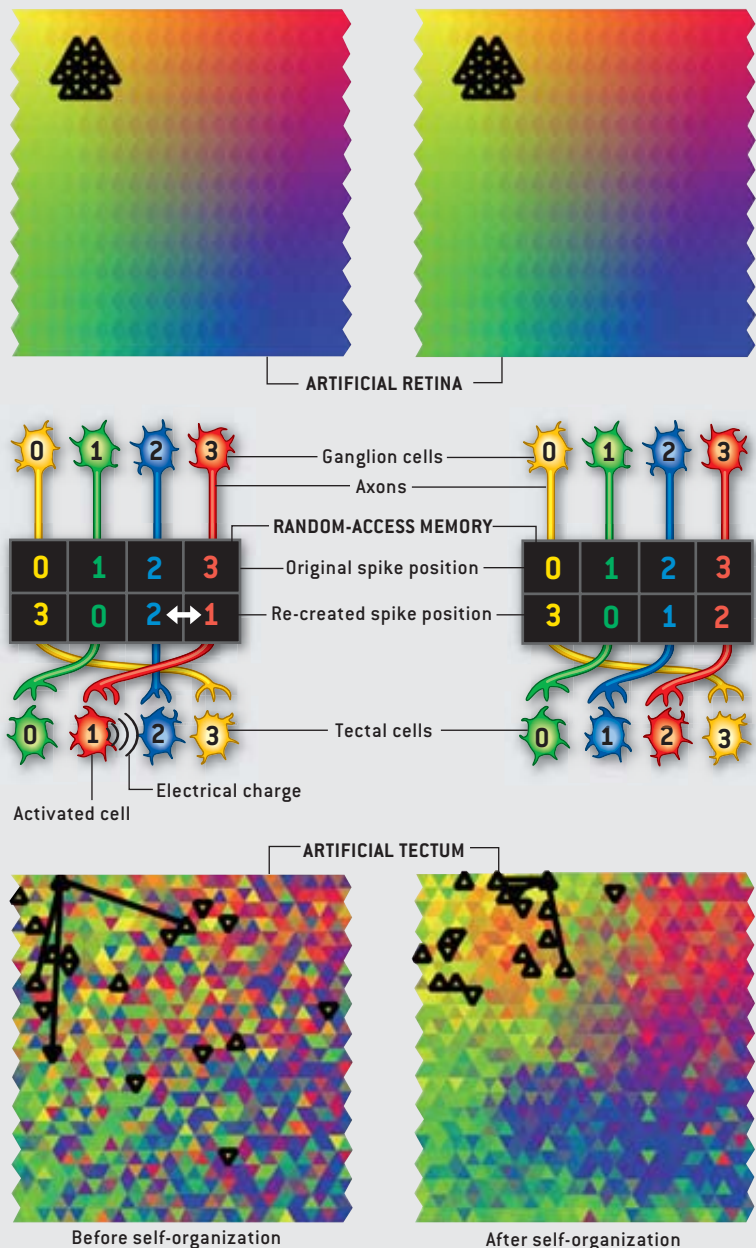 ARTIFICIAL RETINA
0 1 2 3
Ganglion cells
0 1 2 3
Axons
RANDOM-ACCESS MEMORY
0 1 2 3
Original spike position
0 1 2 3
3 0 2 1
Re-created spike position
3 0 1 2
0 1 2 3
Tectal cells
0 1 2 3
Electrical charge
Activated cell
ARTIFICIAL TECTUM
Before self-organization
After self-organization